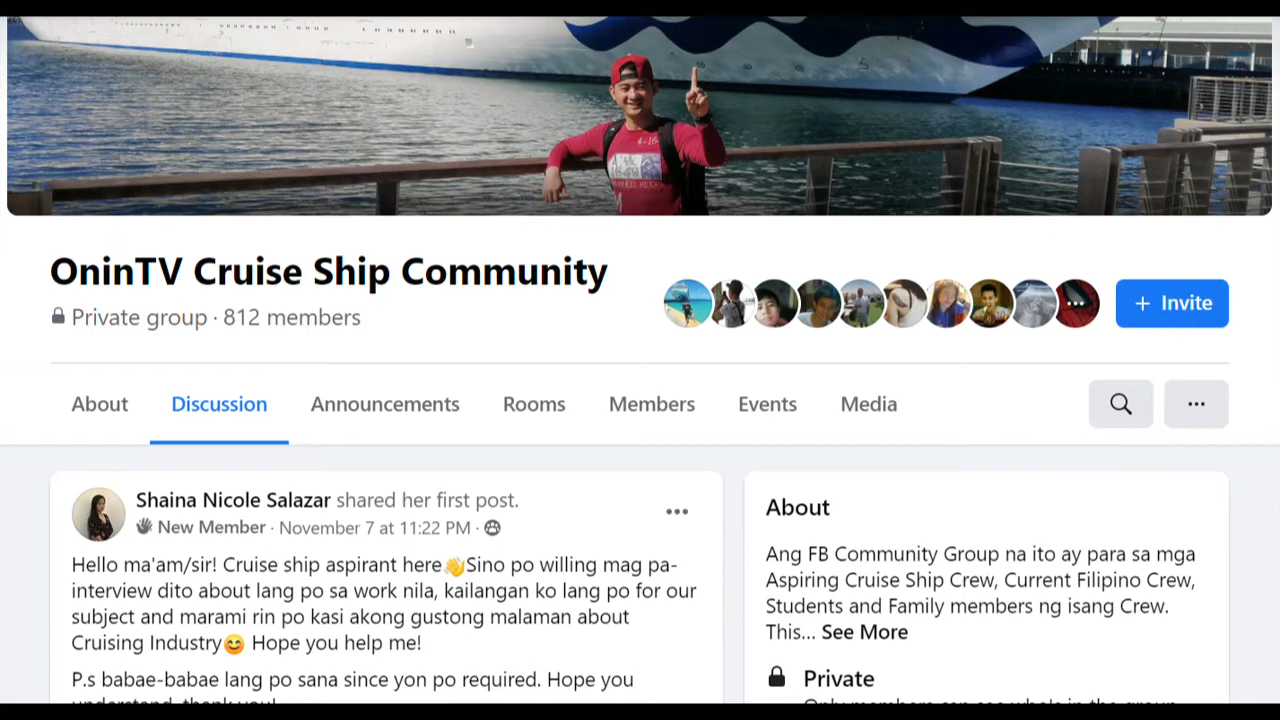 OninTV Cruise Ship Community
Private group · 812 members
+ Invite
About
Discussion
Announcements
Rooms
Members
Events
Media
Shaina Nicole Salazar shared her first post.
New Member · November 7 at 11:22 PM ·
Hello ma'am/sir! Cruise ship aspirant here👋Sino po willing mag pa-
interview dito about lang po sa work nila, kailangan ko lang po for our
subject and marami rin po kasi akong gustong malaman about
Cruising Industry😊 Hope you help me!
P.s babae-babae lang po sana since yon po required. Hope you
understand, thank you!
About
Ang FB Community Group na ito ay para sa mga
Aspiring Cruise Ship Crew, Current Filipino Crew,
Students and Family members ng isang Crew.
This... See More
Private